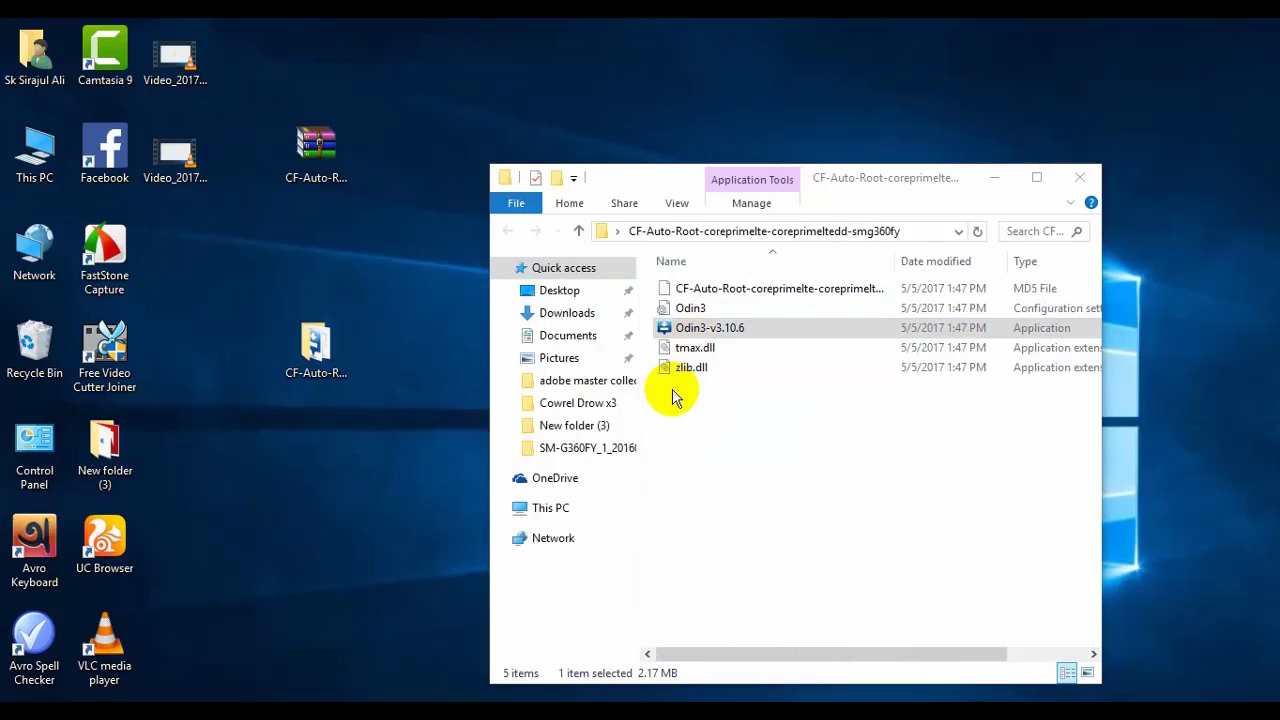 Sk Sirajul Ali
Camtasia 9
Video_2017...
This PC
Facebook
Video_2017...
CF-Auto-R...
Network
FastStone
Capture
Recycle Bin
Free Video
Cutter Joiner
CF-Auto-R...
Control
Panel
New folder
(3)
Avro
Keyboard
UC Browser
Avro Spell
Checker
VLC media
player
Application Tools
CF-Auto-Root-coreprimelte...
File
Home
Share
View
Manage
CF-Auto-Root-coreprimelte-coreprimeltedd-smg360fy
Search CF...
Quick access
Desktop
Downloads
Documents
Pictures
adobe master collec
Cowrel Drow x3
New folder (3)
SM-G360FY_1_20160
OneDrive
This PC
Network
Name
Date modified
Type
CF-Auto-Root-coreprimelte-coreprimelt...
5/5/2017 1:47 PM
MD5 File
Odin3
5/5/2017 1:47 PM
Configuration sett
Odin3-v3.10.6
5/5/2017 1:47 PM
Application
tmax.dll
5/5/2017 1:47 PM
Application extens
zlib.dll
5/5/2017 1:47 PM
Application extens
5 items
1 item selected 2.17 MB